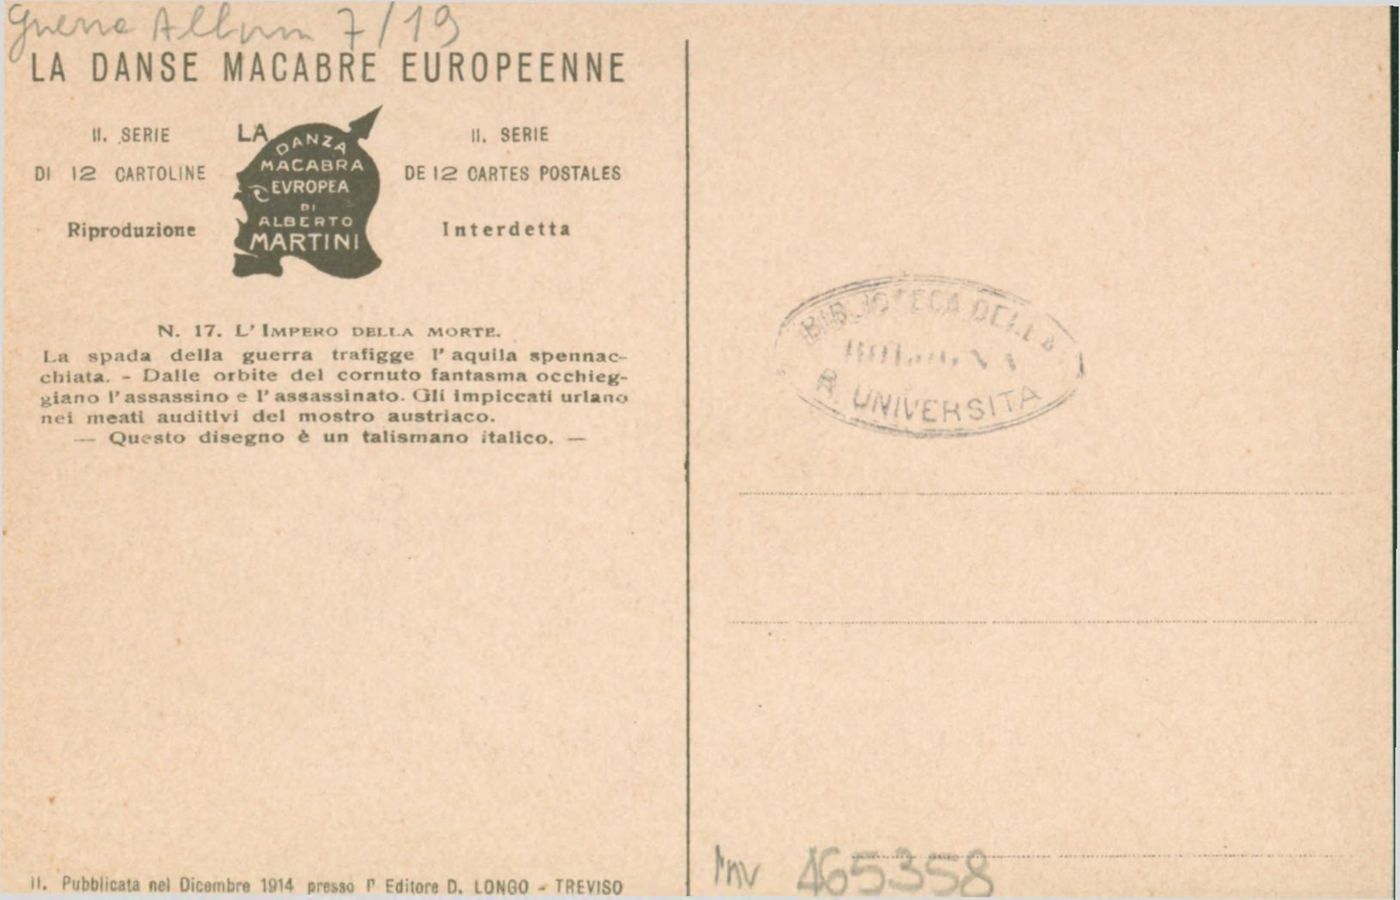 Guerra Album 7/19
LA DANSE MACABRE EUROPEENNE
II. SERIE
DI 12 CARTOLINE
Riproduzione
LA
DANZA
MACABRA
EVROPEA
DI
ALBERTO
MARTINI
II. SERIE
DE 12 CARTES POSTALES
Interdetta
N. 17. L' IMPERO DELLA MORTE.
La spada della guerra trafigge l' aquila spennac-
chiata. - Dalle orbite del cornuto fantasma occhieg-
giano l' assassino e l' assassinato. Gli impiccati urlano
nei meati auditivi del mostro austriaco.
— Questo disegno è un talismano italico. —
II. Pubblicata nel Dicembre 1914 presso l' Editore D. LONGO - TREVISO
BIBLIOTECA DELLA
R. UNIVERSITA
Inv 465358